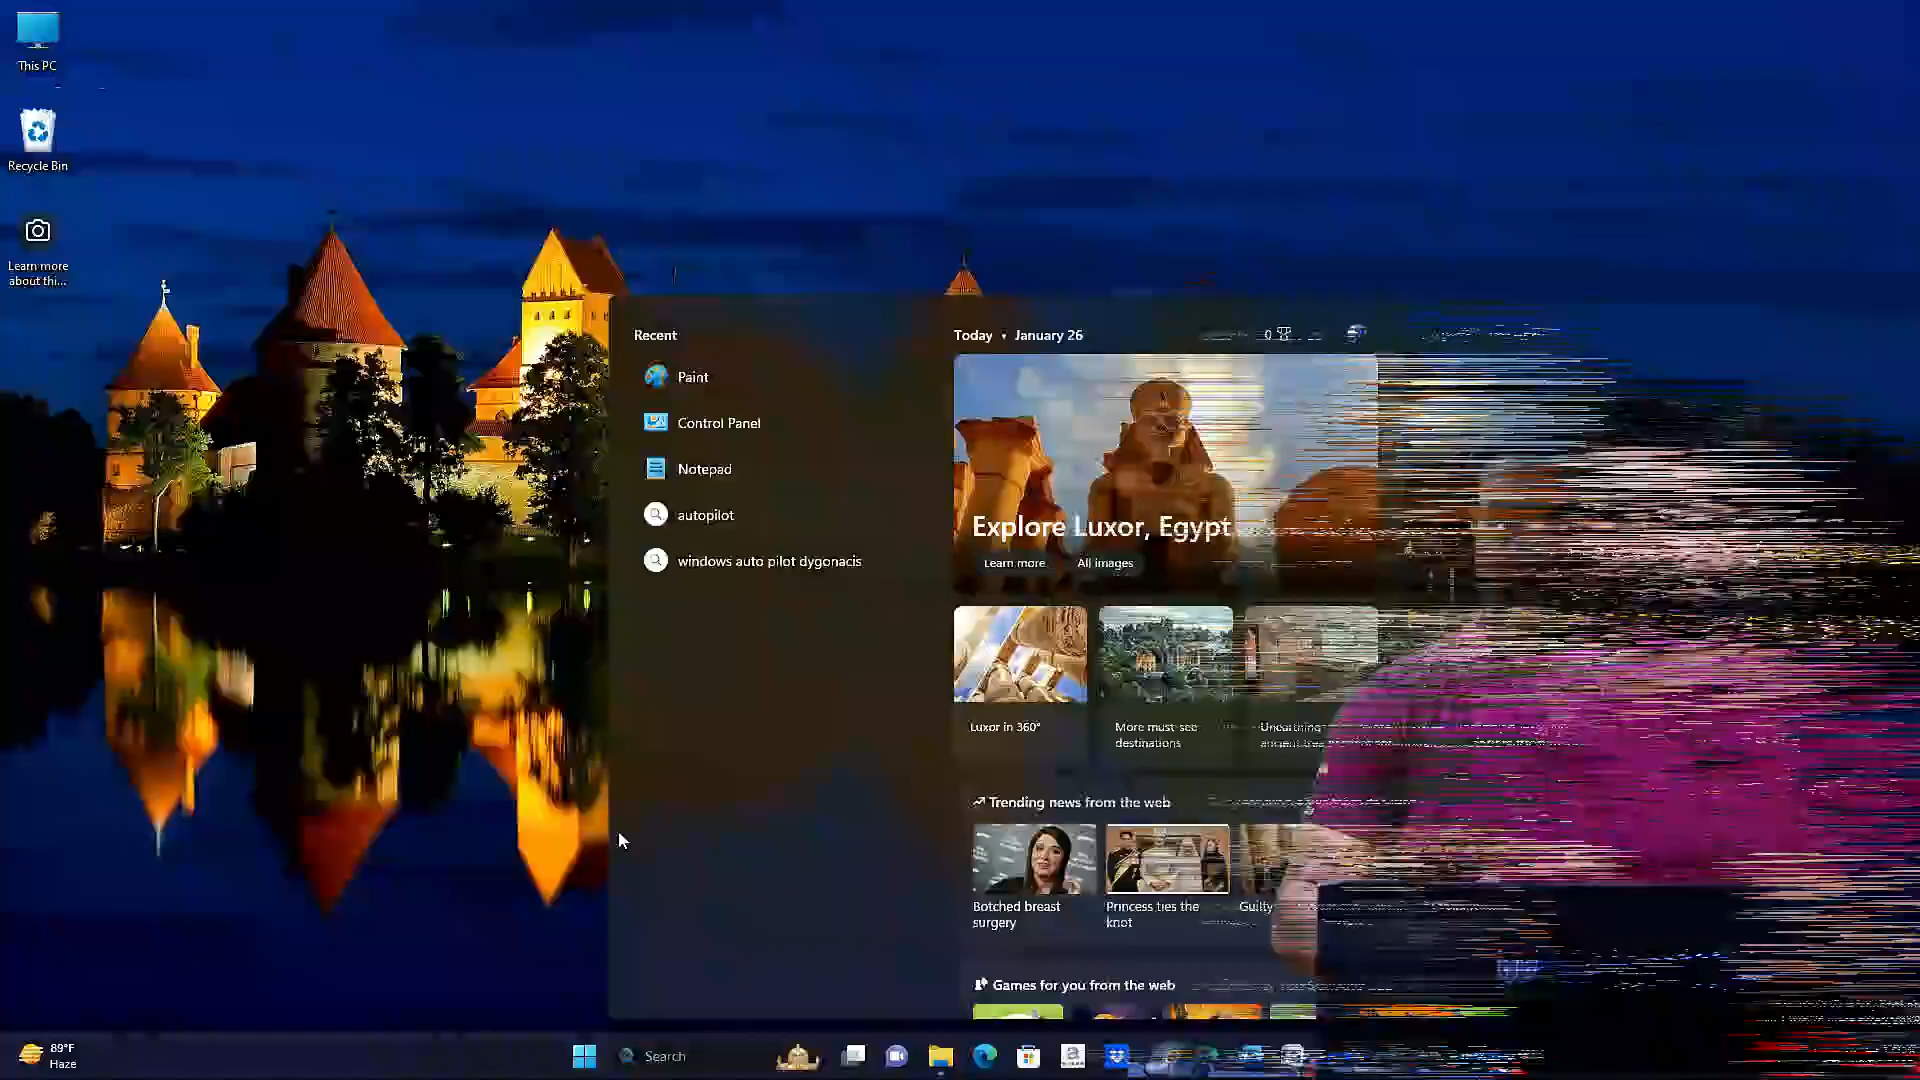 This PC
Recycle Bin
Learn more
about thi...
Recent
Today • January 26
0
Paint
Control Panel
Notepad
autopilot
windows auto pilot dygonacis
Explore Luxor, Egypt
Learn more
All images
Luxor in 360°
More must-see
destinations
Unearthing
Trending news from the web
Botched breast
surgery
Princess ties the
knot
Guilty
Games for you from the web
89°F
Haze
Search